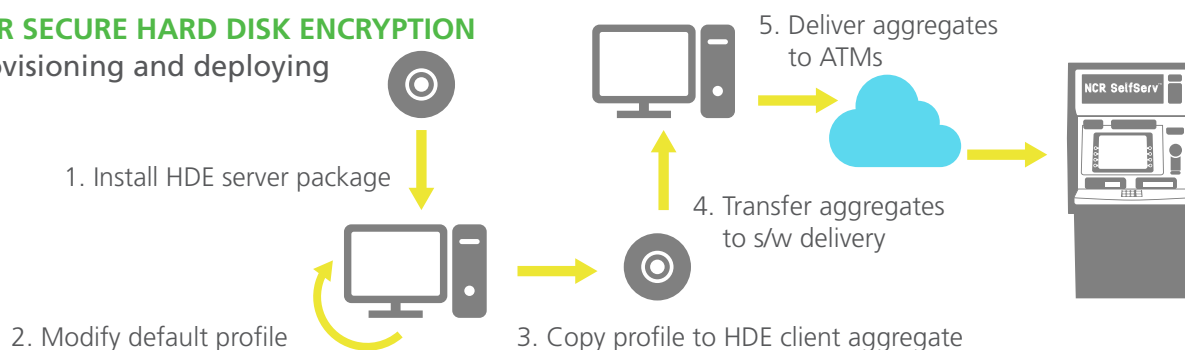 R SECURE HARD DISK ENCRYPTION
ovisioning and deploying
1. Install HDE server package
2. Modify default profile
3. Copy profile to HDE client aggregate
4. Transfer aggregates
to s/w delivery
5. Deliver aggregates
to ATMs
NCR SelfServ